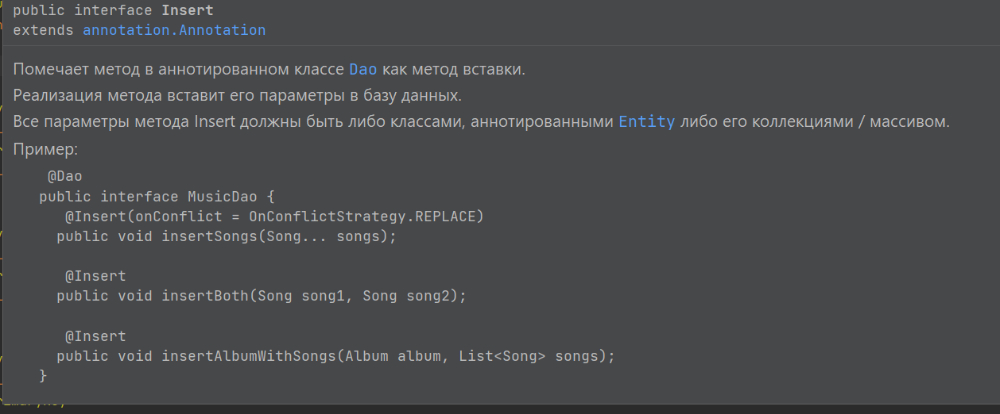 public interface Insert
extends annotation.Annotation
Помечает метод в аннотированном классе Dao как метод вставки.
Реализация метода вставит его параметры в базу данных.
Все параметры метода Insert должны быть либо классами, аннотированными Entity либо его коллекциями / массивом.
Пример:
@Dao
public interface MusicDao {
@Insert(onConflict = OnConflictStrategy.REPLACE)
public void insertSongs(Song... songs);
@Insert
public void insertBoth(Song song1, Song song2);
@Insert
public void insertAlbumWithSongs(Album album, List<Song> songs);
}